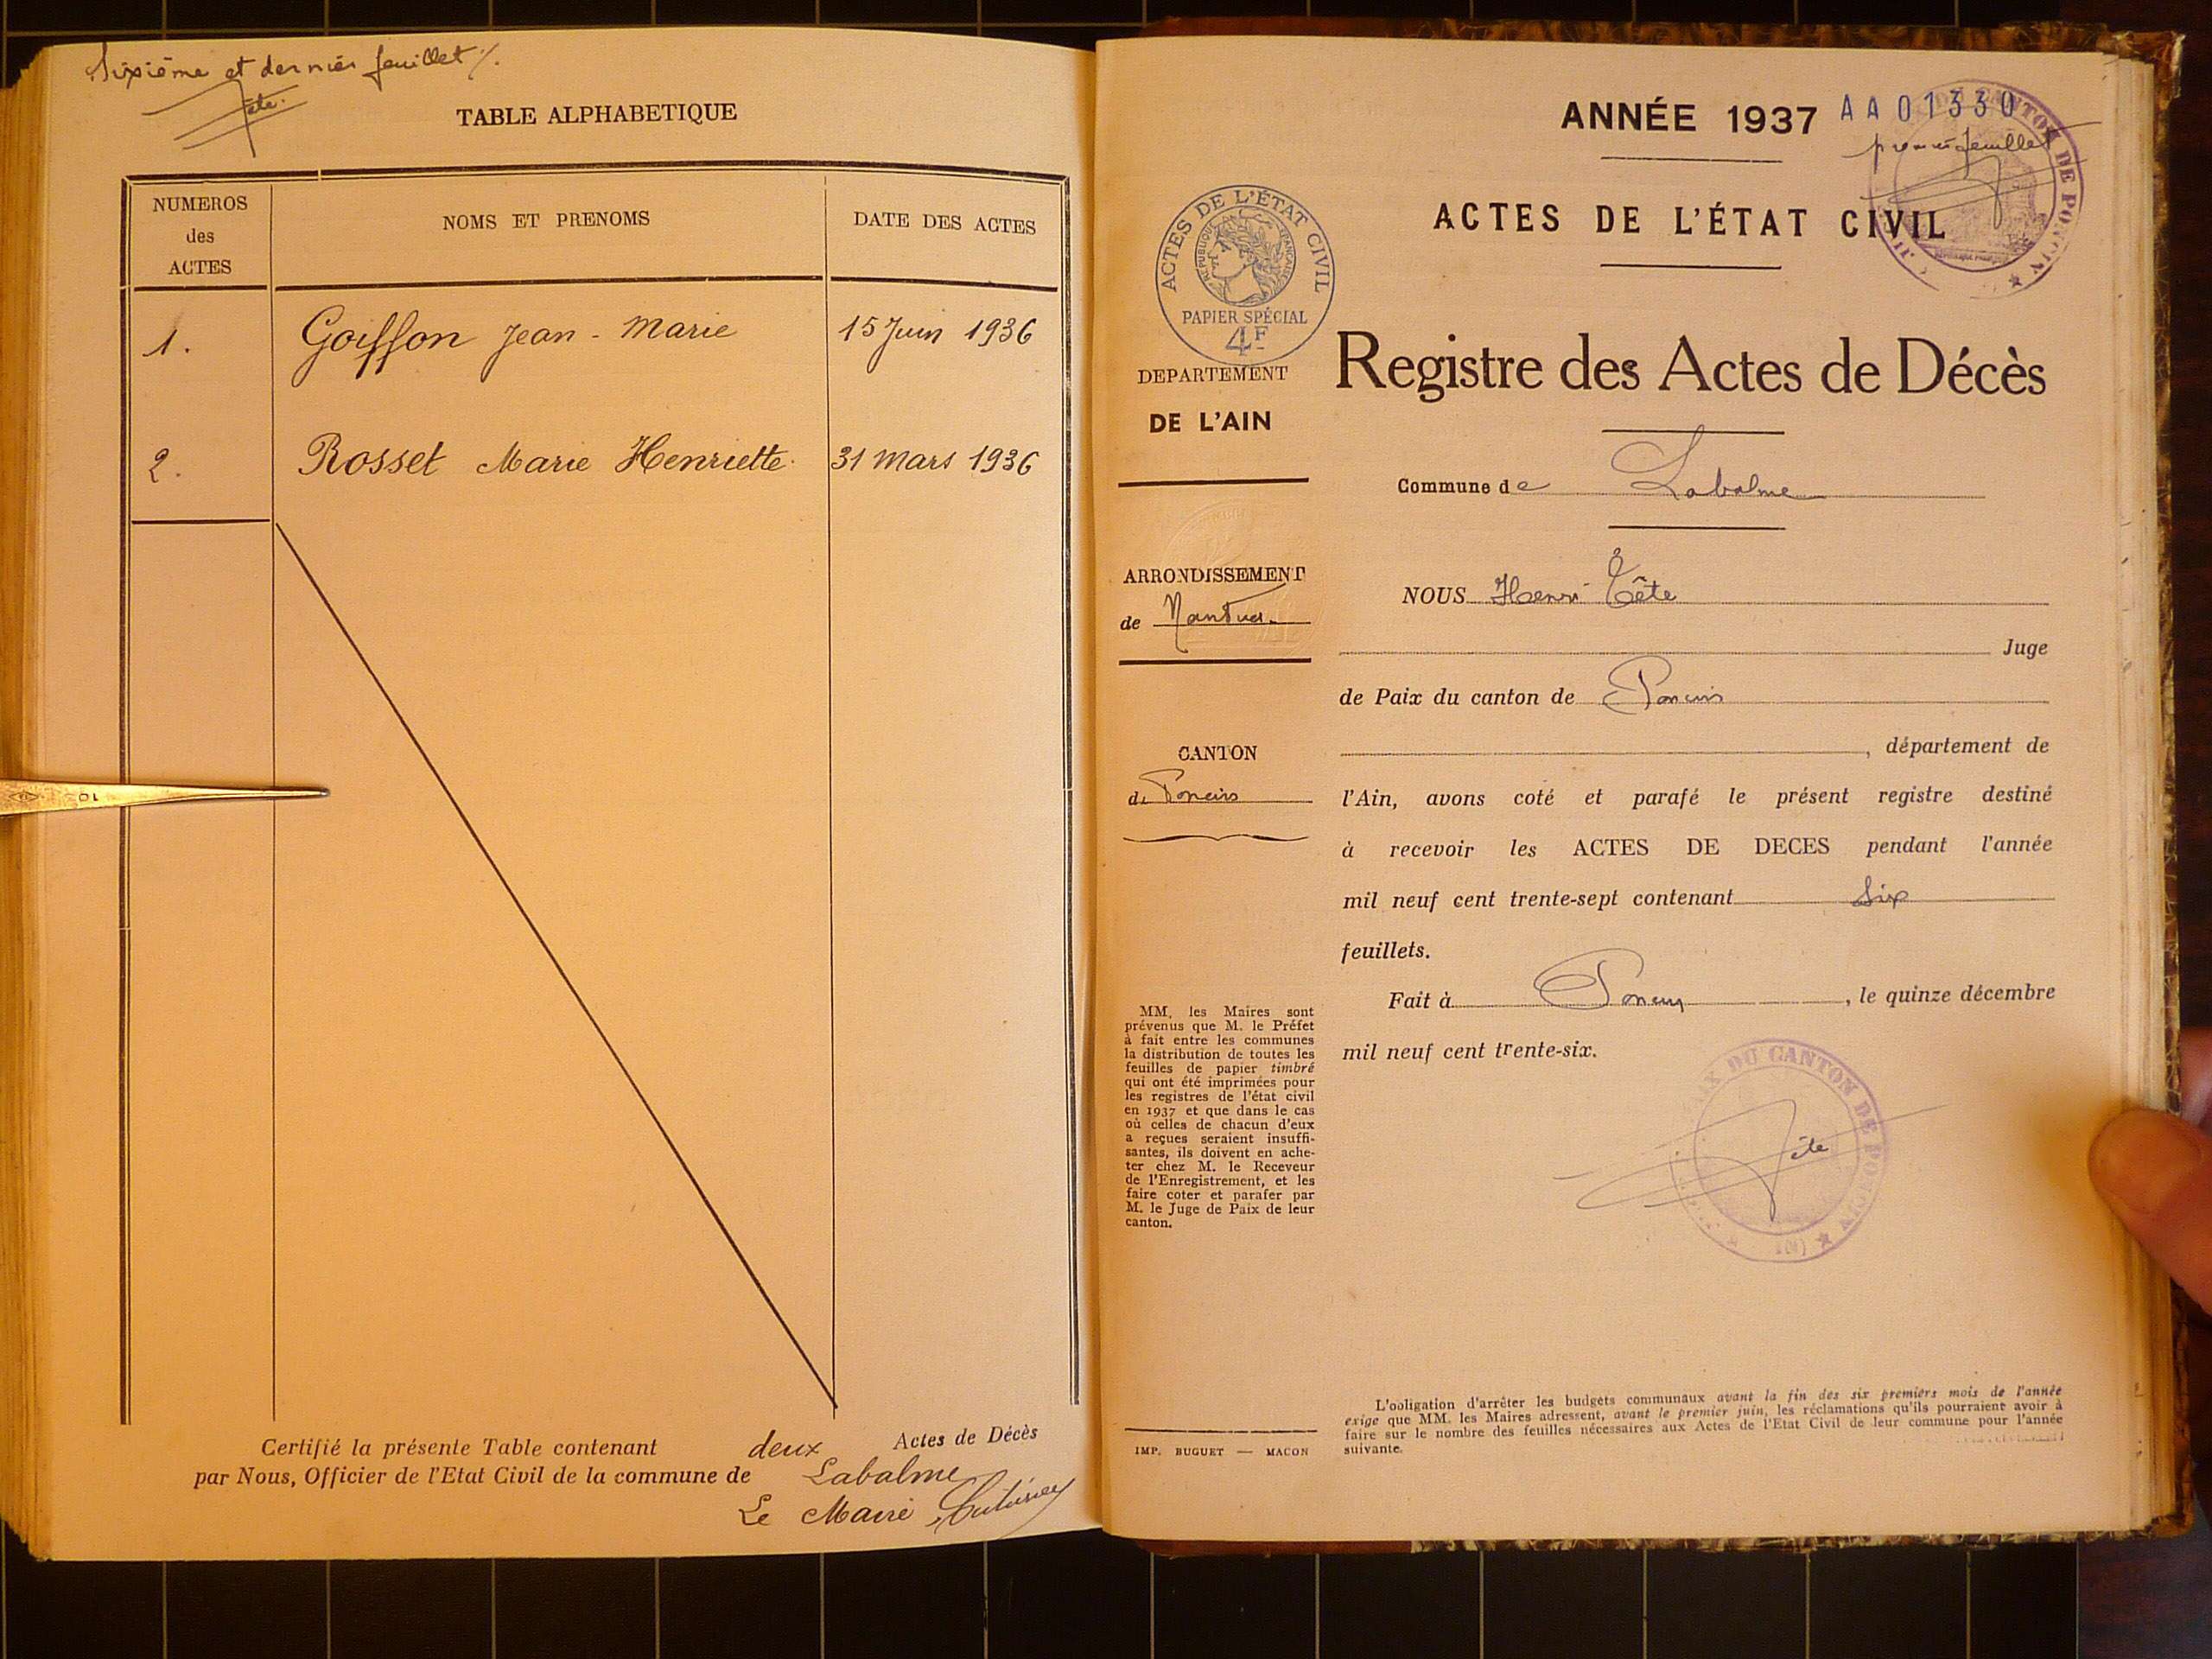 Sixième et dernier feuillet /.
Tête.
TABLE ALPHABETIQUE
NUMEROS
des
ACTES
NOMS ET PRENOMS
DATE DES ACTES
1. Goiffon Jean-Marie 15 Juin 1936
2. Rosset Marie Henriette 31 mars 1936
Certifié la présente Table contenant deux Actes de Décès
par Nous, Officier de l'Etat Civil de la commune de Labalme
Le Maire
ANNÉE 1937
AA01330
premier feuillet
ACTES DE L'ÉTAT CIVIL
DU CANTON DE PONCIN
ACTES DE L'ÉTAT CIVIL
RÉPUBLIQUE FRANÇAISE
PAPIER SPÉCIAL
4F
DEPARTEMENT
DE L'AIN
ARRONDISSEMENT
de Nantua
CANTON
de Poncin
MM. les Maires sont
prévenus que M. le Préfet
à fait entre les communes
la distribution de toutes les
feuilles de papier timbré
qui ont été imprimées pour
les registres de l'état civil
en 1937 et que dans le cas
où celles de chacun d'eux
a reçues seraient insuffi-
santes, ils doivent en ache-
ter chez M. le Receveur
de l'Enregistrement, et les
faire coter et parafer par
M. le Juge de Paix de leur
canton.
IMP. BUGUET — MACON
Registre des Actes de Décès
Commune de Labalme
NOUS Henri Tête
Juge
de Paix du canton de Poncin
, département de
l'Ain, avons coté et parafé le présent registre destiné
à recevoir les ACTES DE DECES pendant l'année
mil neuf cent trente-sept contenant Six
feuillets.
Fait à Poncin, le quinze décembre
mil neuf cent trente-six.
DU CANTON DE PONCIN
Tête
L'ooligation d'arrêter les budgets communaux avant la fin des six premiers mois de l'année
exige que MM. les Maires adressent, avant le premier juin, les réclamations qu'ils pourraient avoir à
faire sur le nombre des feuilles nécessaires aux Actes de l'Etat Civil de leur commune pour l'année
suivante.